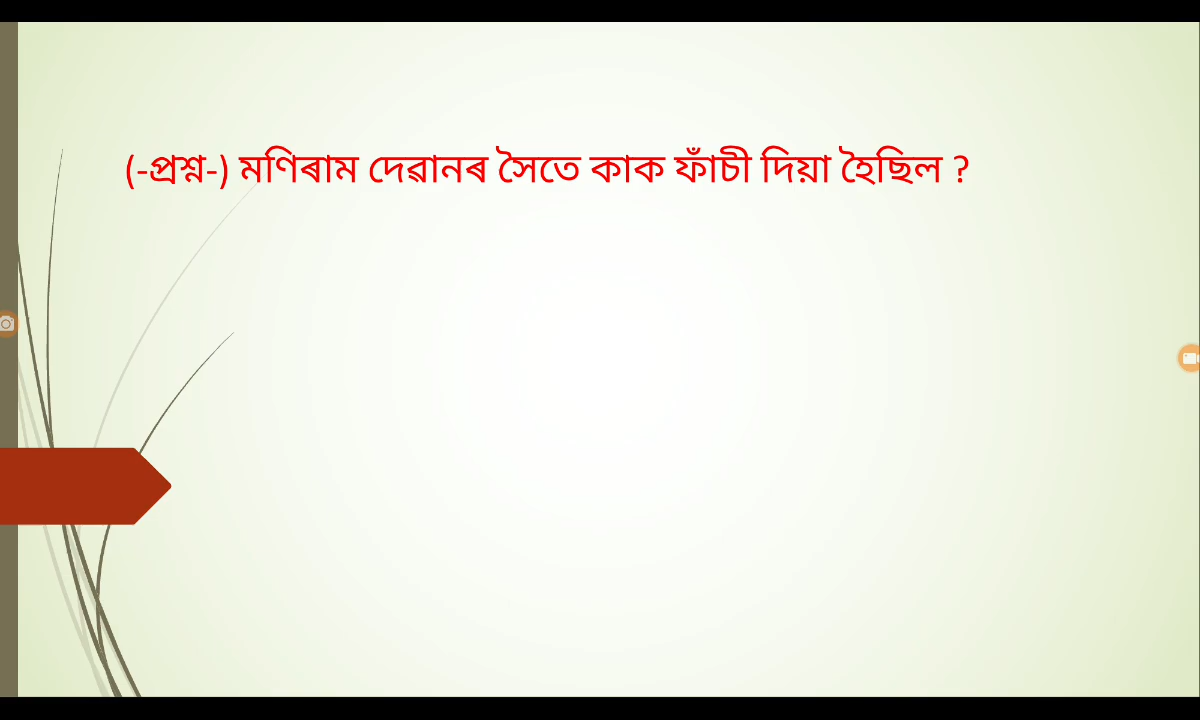 (-প্ৰশ্ন-) মণিৰাম দেৱানৰ সৈতে কাক ফাঁচী দিয়া হৈছিল ?